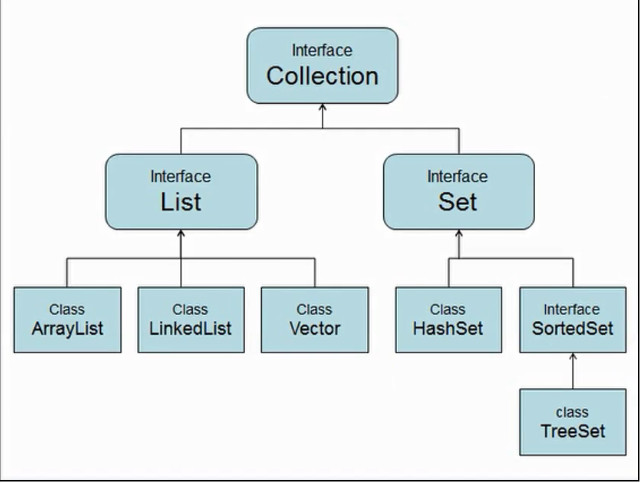 Interface
Collection
Interface
List
Interface
Set
Class
ArrayList
Class
LinkedList
Class
Vector
Class
HashSet
Interface
SortedSet
class
TreeSet